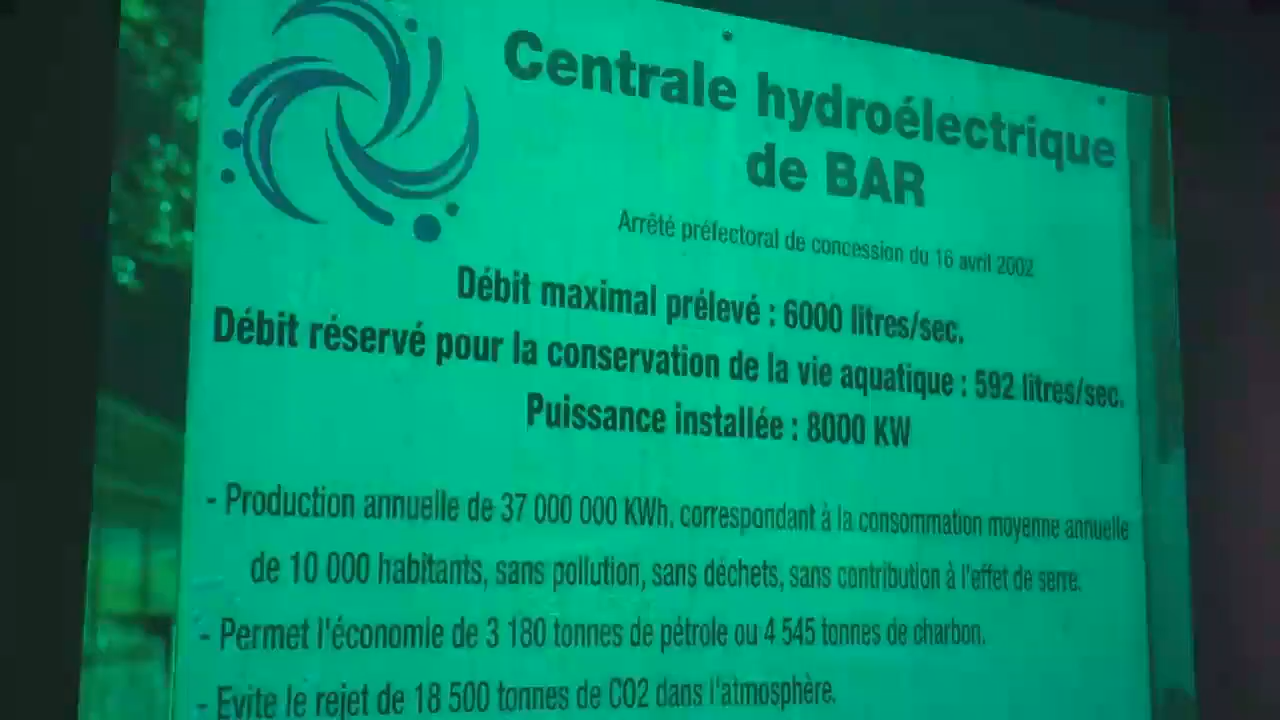 Centrale hydroélectrique
de BAR
Arrêté préfectoral de concession du 16 avril 2002
Débit maximal prélevé : 6000 litres/sec.
Débit réservé pour la conservation de la vie aquatique : 592 litres/sec.
Puissance installée : 8000 KW
- Production annuelle de 37 000 000 KWh, correspondant à la consommation moyenne annuelle
de 10 000 habitants, sans pollution, sans déchets, sans contribution à l'effet de serre.
- Permet l'économie de 3 180 tonnes de pétrole ou 4 545 tonnes de charbon.
- Evite le rejet de 18 500 tonnes de CO2 dans l'atmosphère.